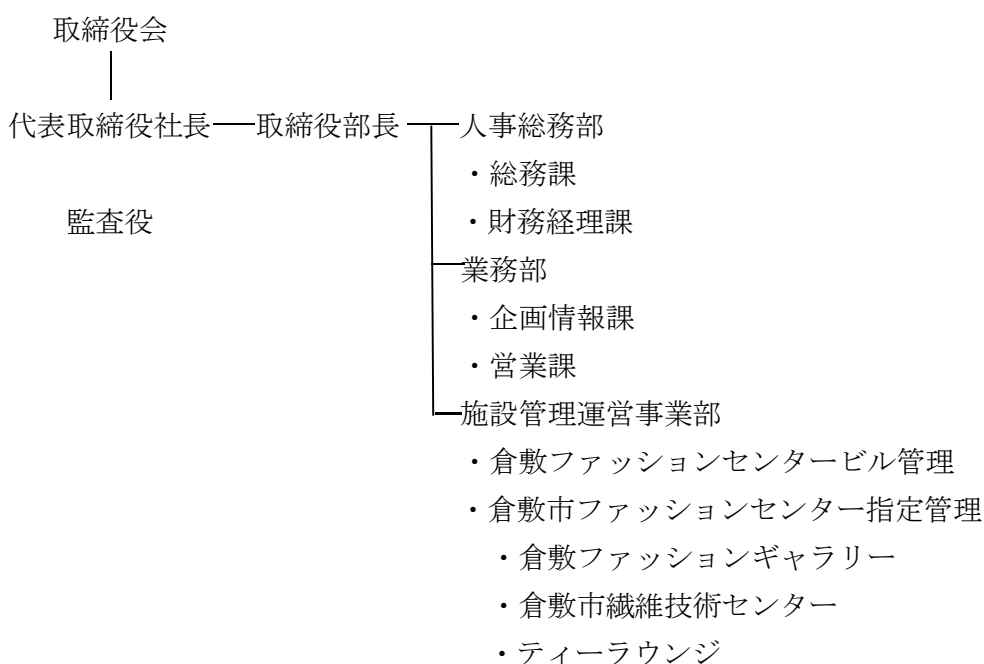 取締役会
代表取締役社長 取締役部長 人事総務部
・総務課
監査役 ・財務経理課
業務部
・企画情報課
・営業課
施設管理運営事業部
・倉敷ファッションセンタービル管理
・倉敷市ファッションセンター指定管理
・倉敷ファッションギャラリー
・倉敷市繊維技術センター
・ティーラウンジ